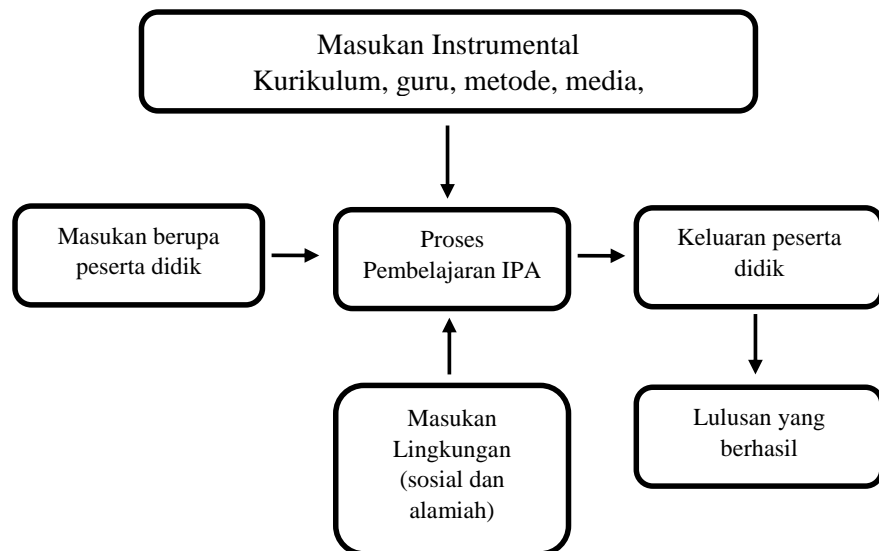 Masukan Instrumental
Kurikulum, guru, metode, media,
Masukan berupa
peserta didik
Proses
Pembelajaran IPA
Keluaran peserta
didik
Masukan
Lingkungan
(sosial dan
alamiah)
Lulusan yang
berhasil